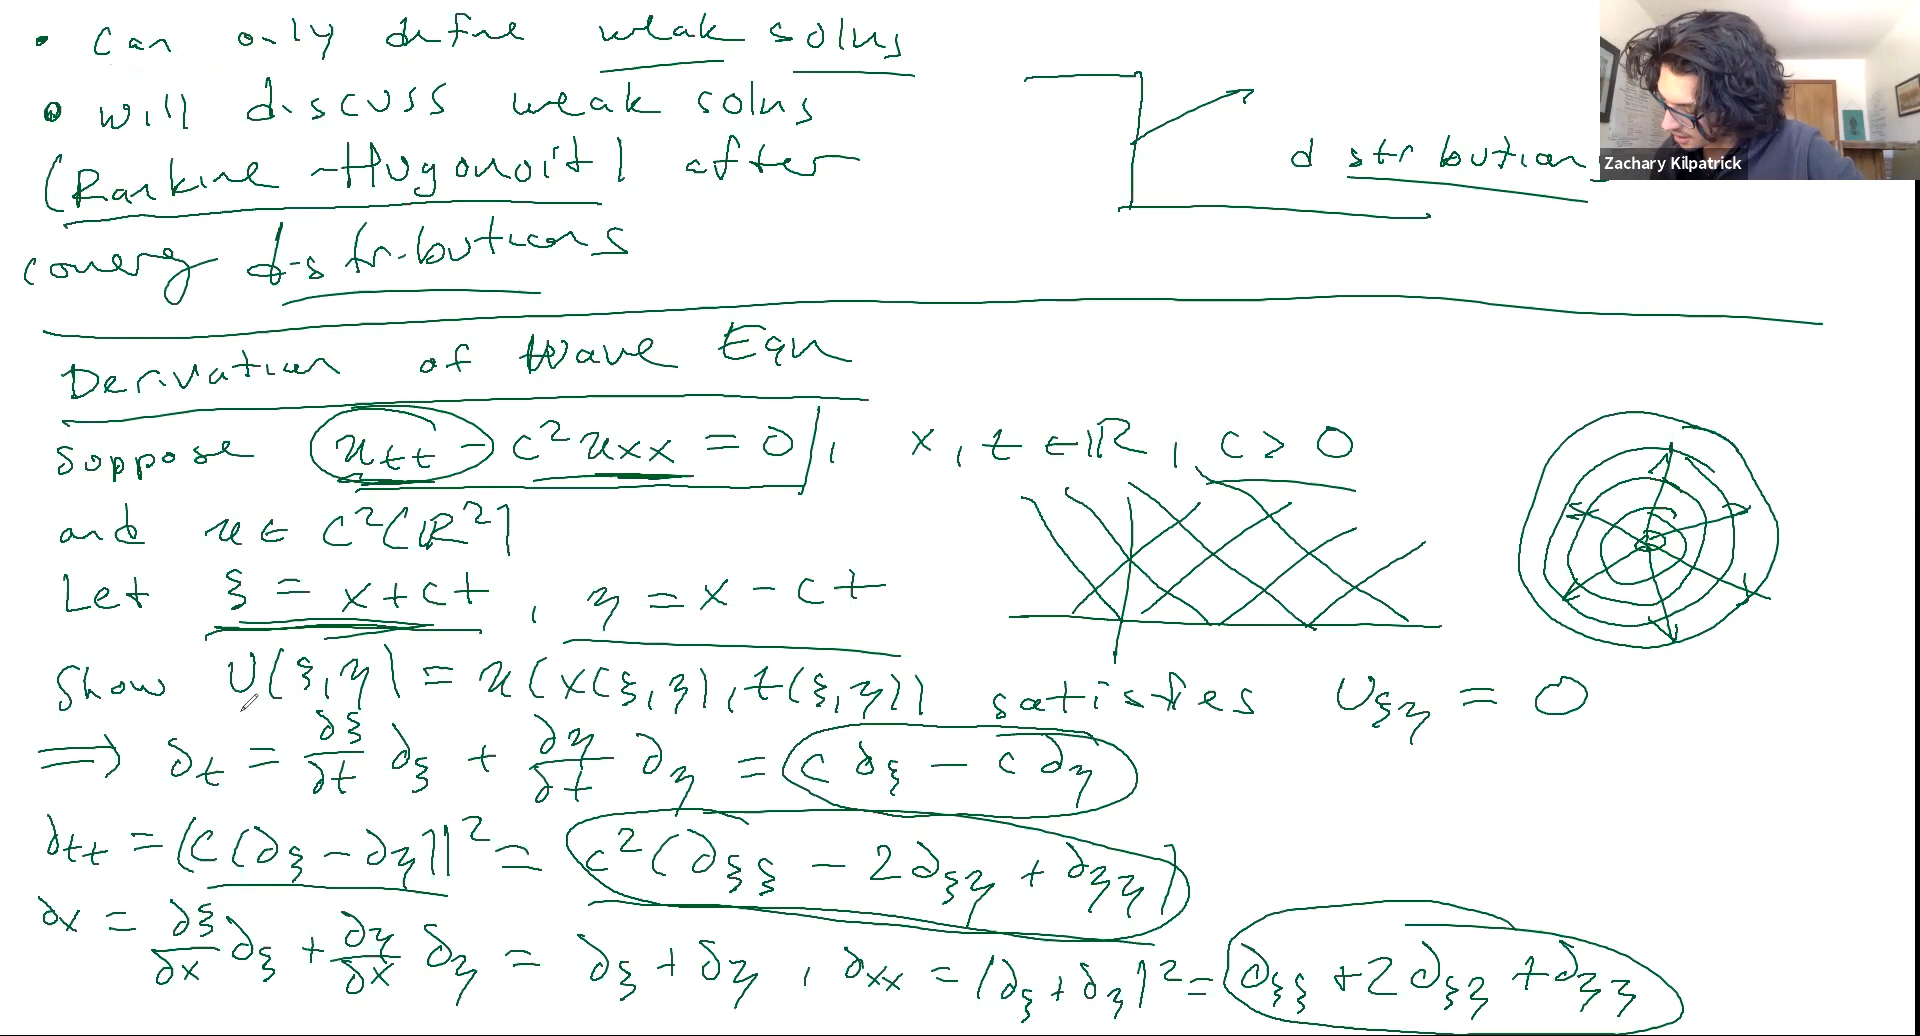 • can only define weak solns
• will discuss weak solns
(Rankine-Hugonoit) after
coverg distributions
distributions
Zachary Kilpatrick
Derivation of Wave Eqn
Suppose u_tt - c²u_xx = 0, x, t ∈ ℝ, c > 0
and u ∈ C²(ℝ²)
Let ξ = x + ct, η = x - ct
Show U(ξ,η) = u(x(ξ,η), t(ξ,η)) satisfies U_ξη = 0
⟹ ∂_t = ∂ξ/∂t ∂_ξ + ∂η/∂t ∂_η = c∂_ξ - c∂_η
∂_tt = (c(∂_ξ - ∂_η))² = c²(∂_ξξ - 2∂_ξη + ∂_ηη)
∂_x = ∂ξ/∂x ∂_ξ + ∂η/∂x ∂_η = ∂_ξ + ∂_η, ∂_xx = (∂_ξ + ∂_η)² = ∂_ξξ + 2∂_ξη + ∂_ηη